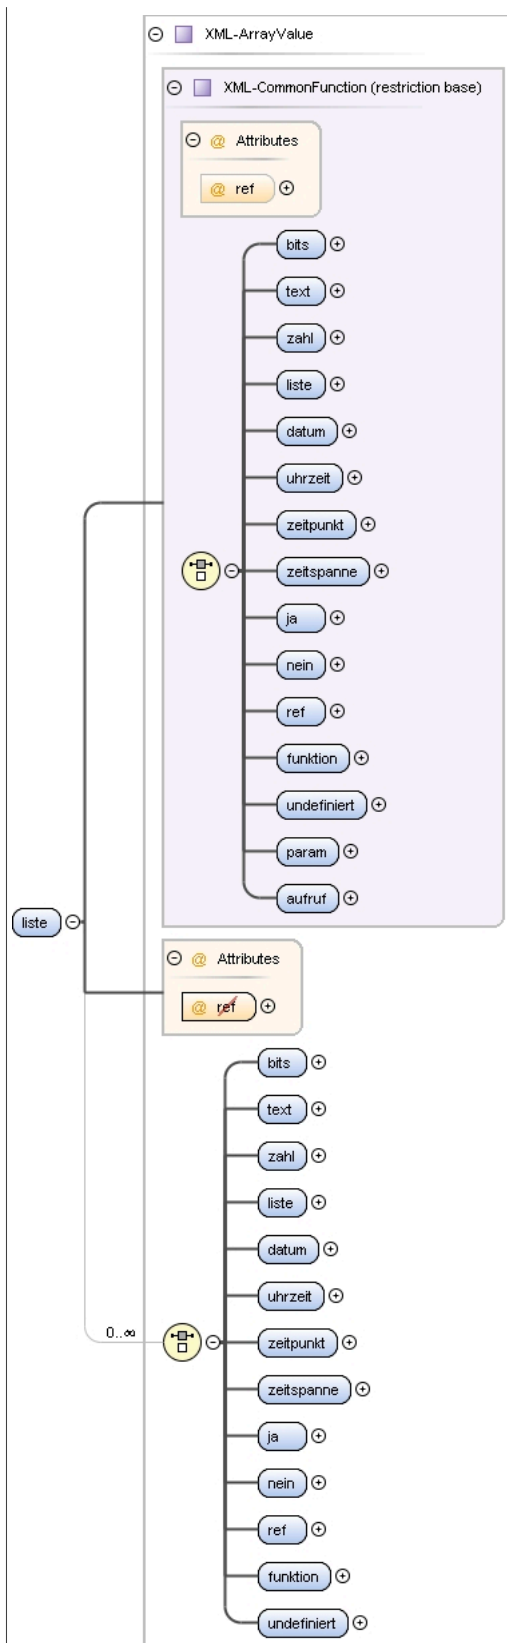 XML-ArrayValue
XML-CommonFunction (restriction base)
@ Attributes
@ ref
bits
text
zahl
liste
datum
uhrzeit
zeitpunkt
zeitspanne
ja
nein
ref
funktion
undefiniert
param
aufruf
liste
@ Attributes
@ ref
bits
text
zahl
liste
datum
uhrzeit
0..∞
zeitpunkt
zeitspanne
ja
nein
ref
funktion
undefiniert